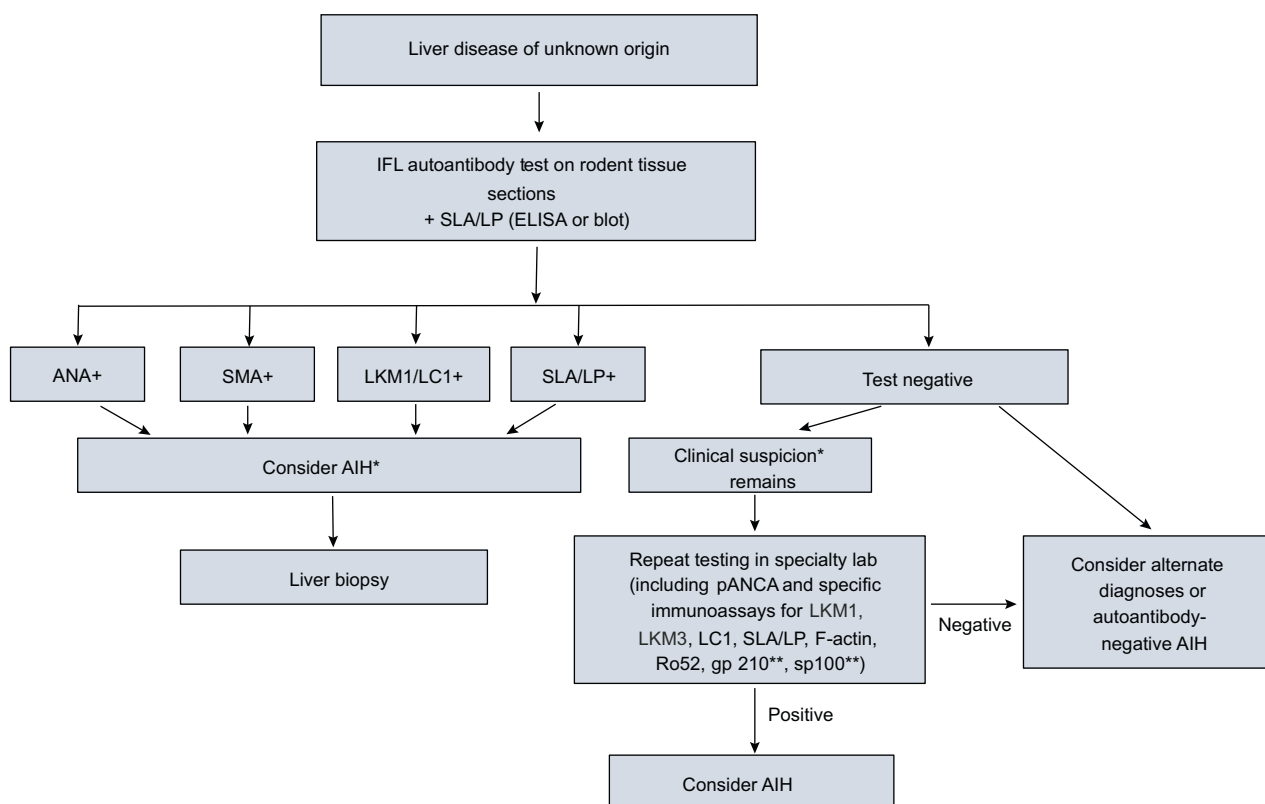 Liver disease of unknown origin
IFL autoantibody test on rodent tissue
sections
+ SLA/LP (ELISA or blot)
ANA+
SMA+
LKM1/LC1+
SLA/LP+
Test negative
Consider AIH*
Clinical suspicion*
remains
Liver biopsy
Repeat testing in specialty lab
(including pANCA and specific
immunoassays for LKM1,
LKM3, LC1, SLA/LP, F-actin,
Ro52, gp 210**, sp100**)
Negative
Consider alternate
diagnoses or
autoantibody-
negative AIH
Positive
Consider AIH